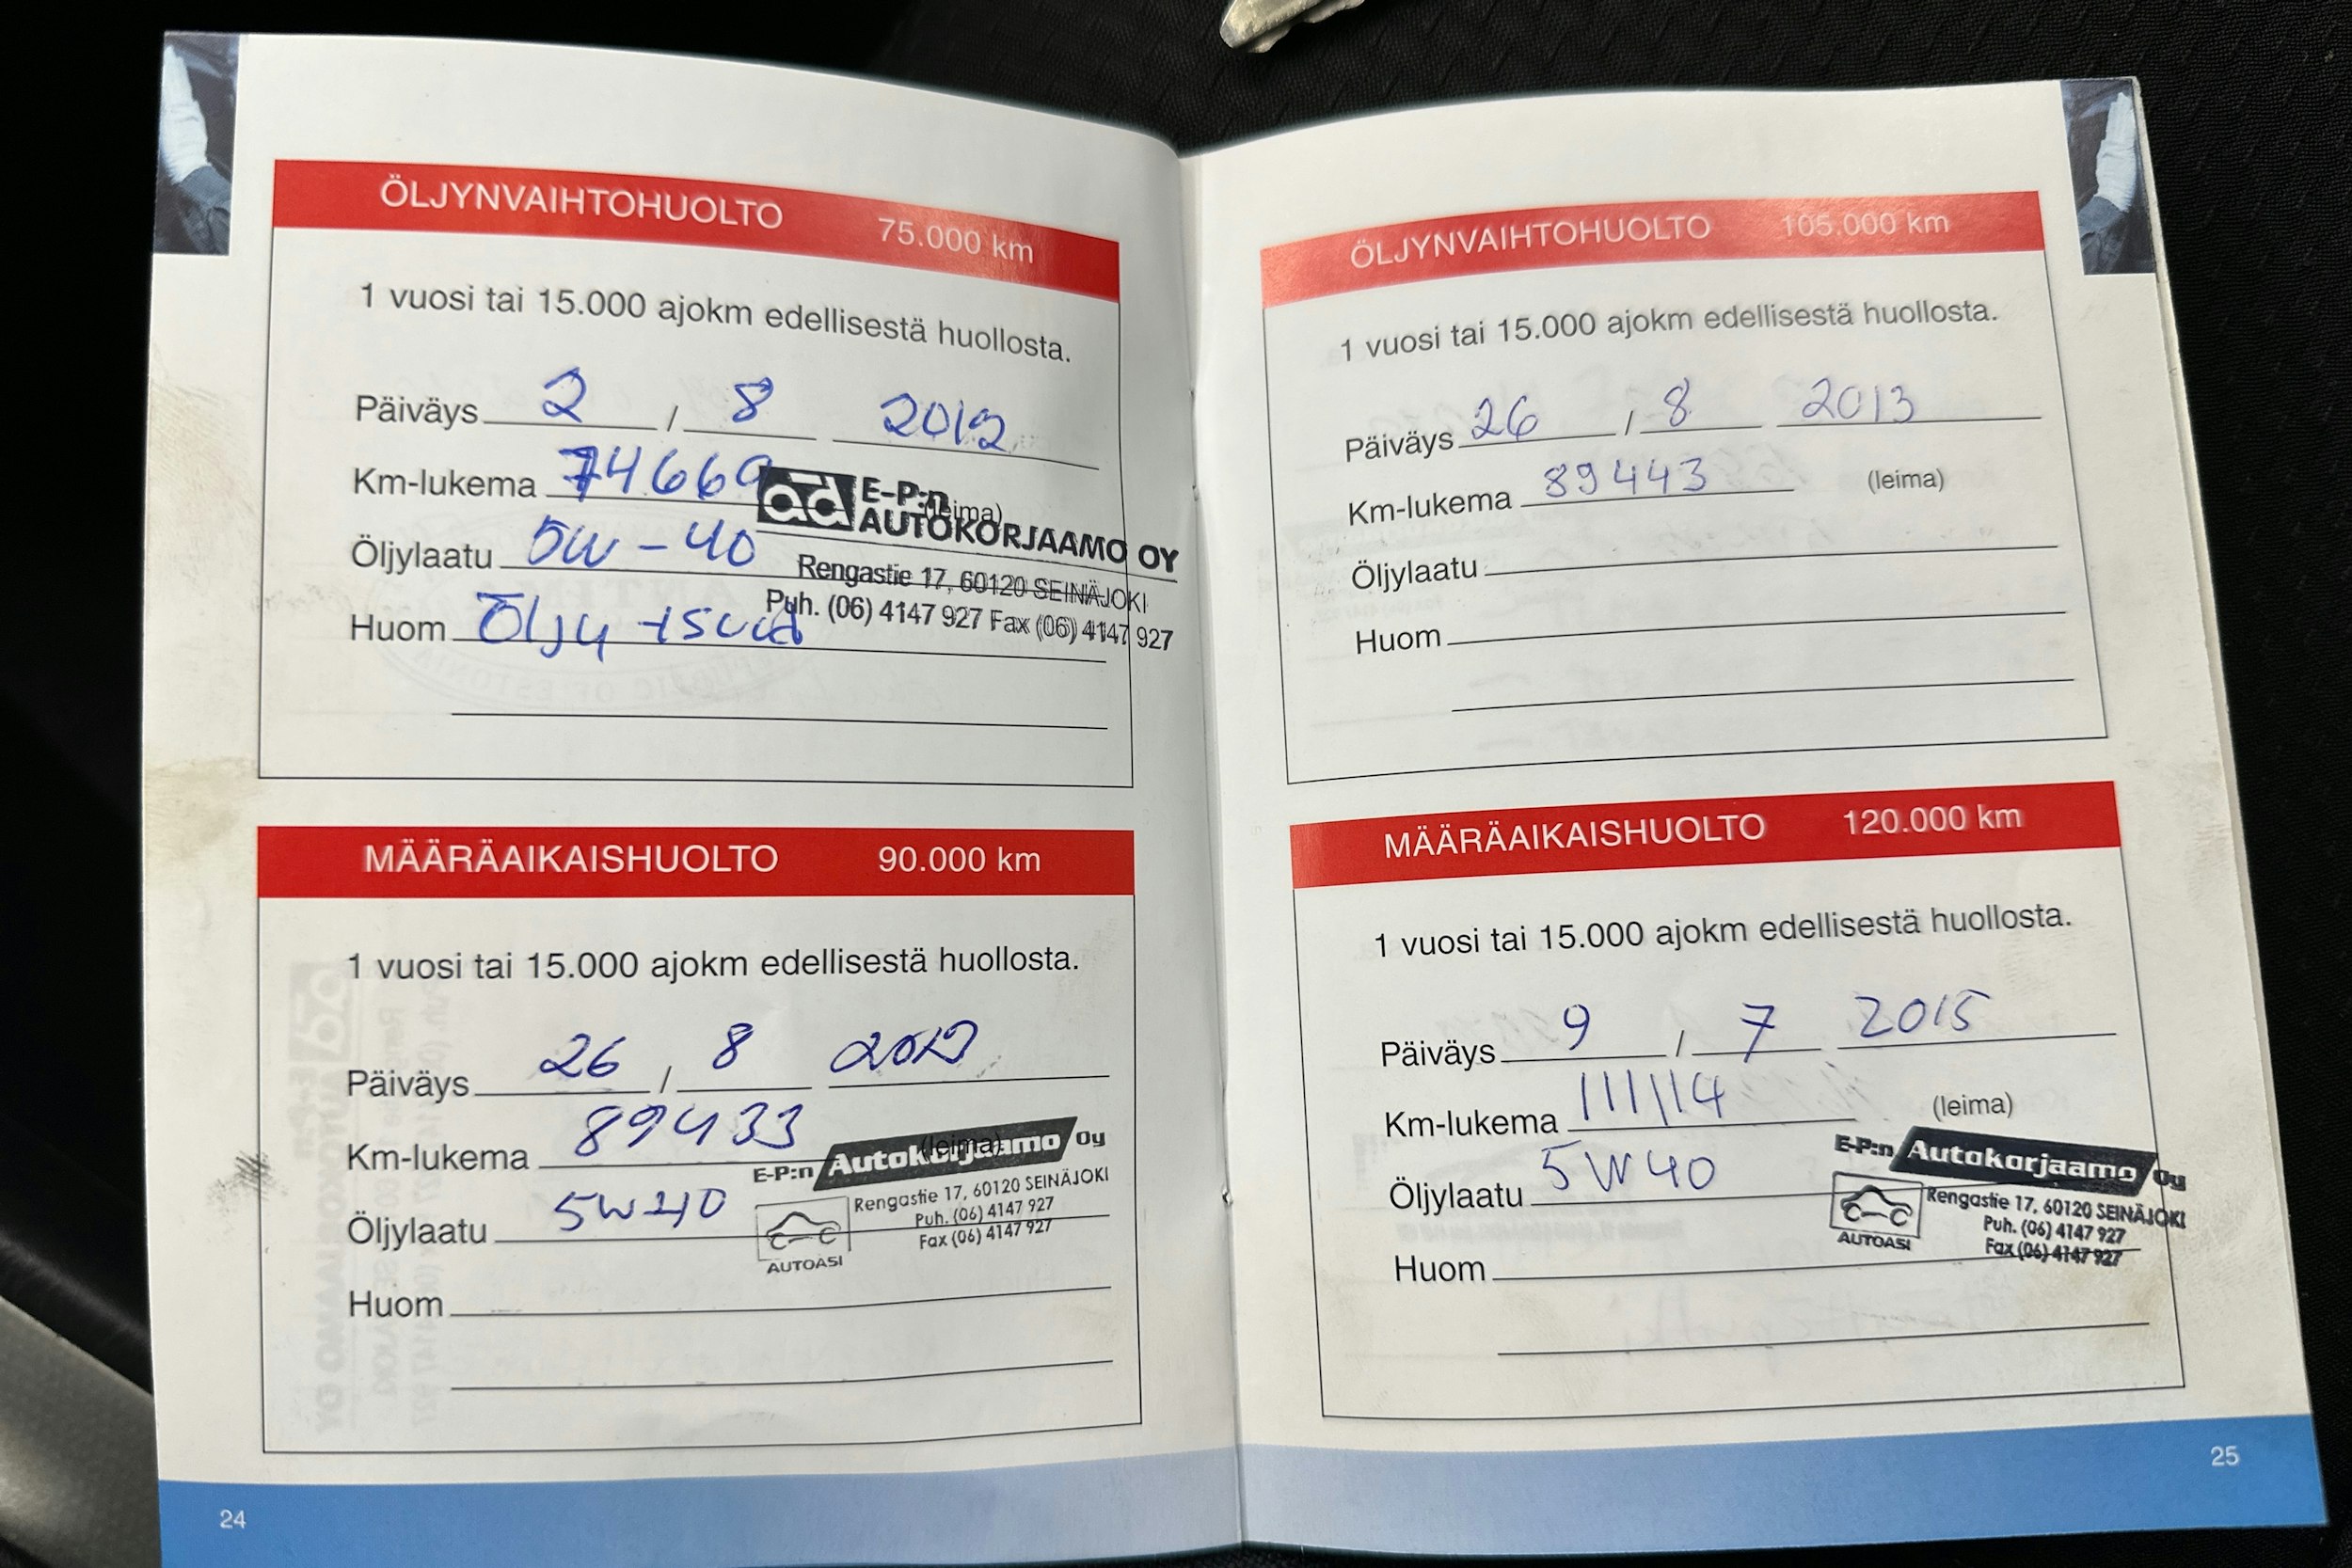 ÖLJYNVAIHTOHUOLTO 75.000 km
1 vuosi tai 15.000 ajokm edellisestä huollosta.
Päiväys 2 / 8 2012
Km-lukema 74669 (leima)
Öljylaatu 5W-40
Huom Öljy +suod
E-P:n
AUTOKORJAAMO OY
Rengastie 17, 60120 SEINÄJOKI
Puh. (06) 4147 927 Fax (06) 4147 927
MÄÄRÄAIKAISHUOLTO 90.000 km
1 vuosi tai 15.000 ajokm edellisestä huollosta.
Päiväys 26 / 8
Km-lukema 89433 (leima)
Öljylaatu 5W40
Huom
E-P:n Autokorjaamo Oy
Rengastie 17, 60120 SEINÄJOKI
Puh. (06) 4147 927
Fax (06) 4147 927
AUTOASI
24
ÖLJYNVAIHTOHUOLTO 105.000 km
1 vuosi tai 15.000 ajokm edellisestä huollosta.
Päiväys 26 / 8 2013
Km-lukema 89443 (leima)
Öljylaatu
Huom
MÄÄRÄAIKAISHUOLTO 120.000 km
1 vuosi tai 15.000 ajokm edellisestä huollosta.
Päiväys 9 / 7 2015
Km-lukema 111114 (leima)
Öljylaatu 5W40
Huom
E-P:n Autokorjaamo Oy
Rengastie 17, 60120 SEINÄJOKI
Puh. (06) 4147 927
Fax (06) 4147 927
AUTOASI
25